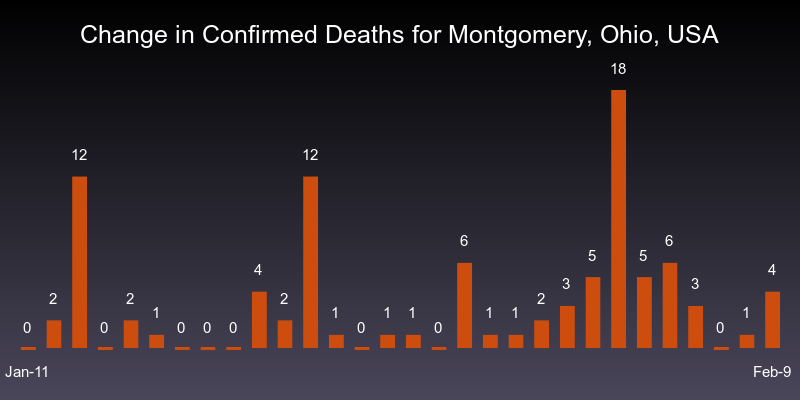 Change in Confirmed Deaths for Montgomery, Ohio, USA
18
12 12
6 6
5 5
4 4
3 3
2 2 2 2
1 1 1 1 1 1 1
0 0 0 0 0 0 0 0
Jan-11 Feb-9